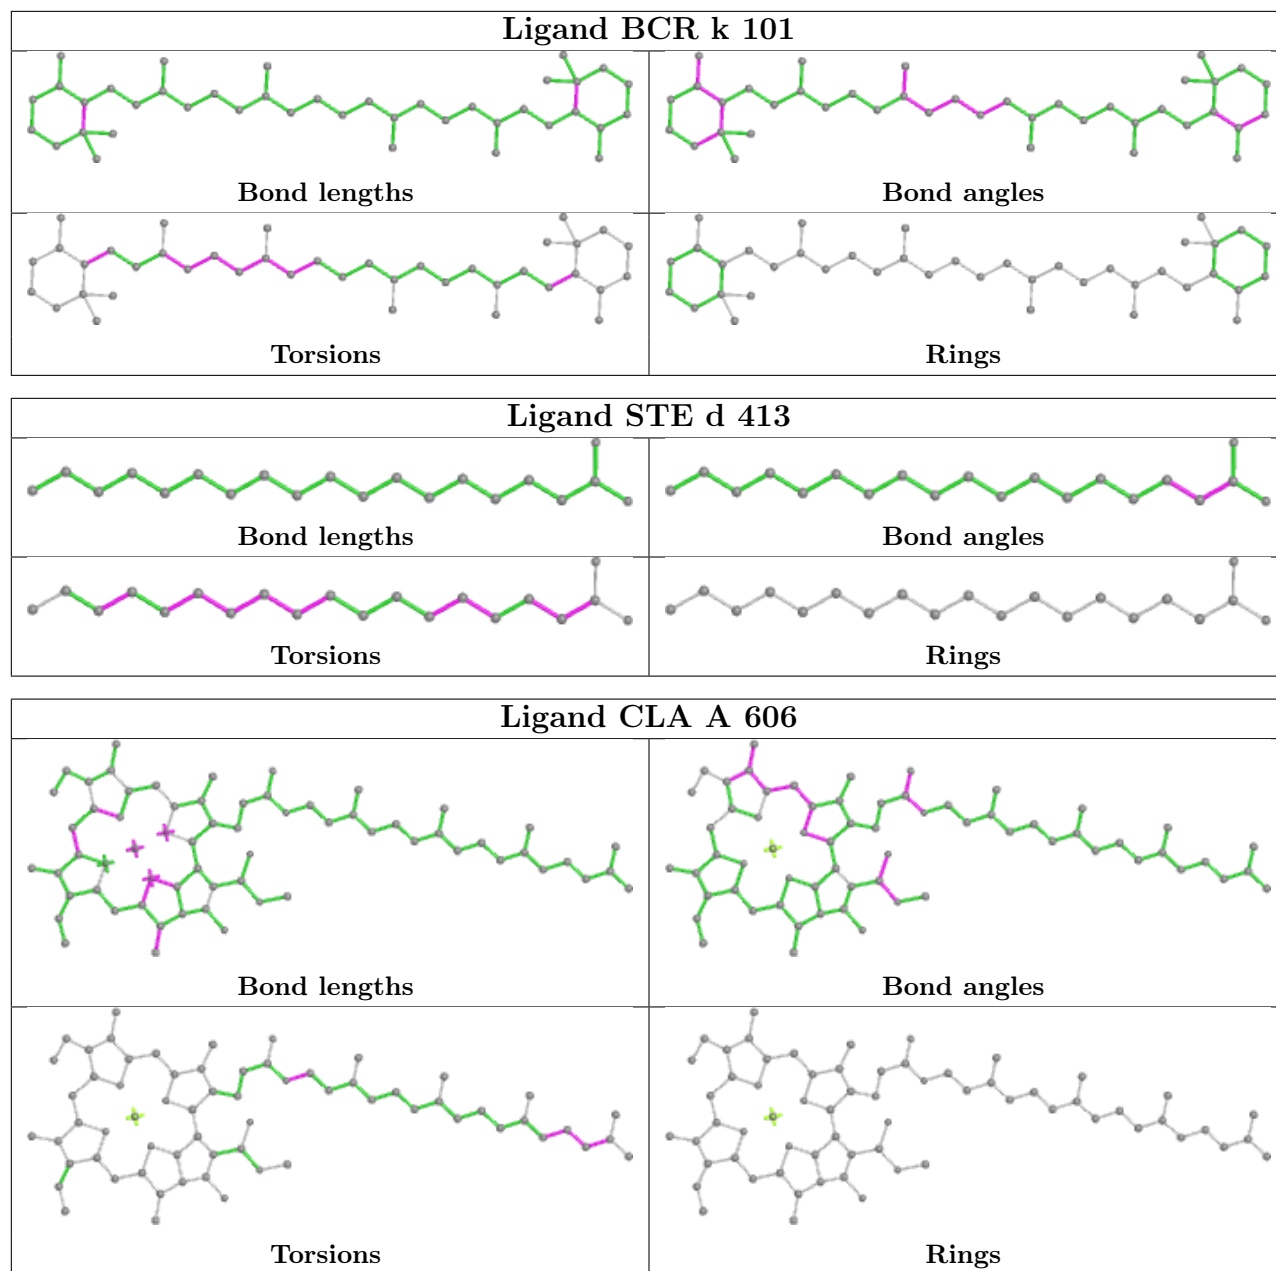 Ligand BCR k 101
Bond lengths
Bond angles
Torsions
Rings
Ligand STE d 413
Bond lengths
Bond angles
Torsions
Rings
Ligand CLA A 606
Bond lengths
Bond angles
Torsions
Rings